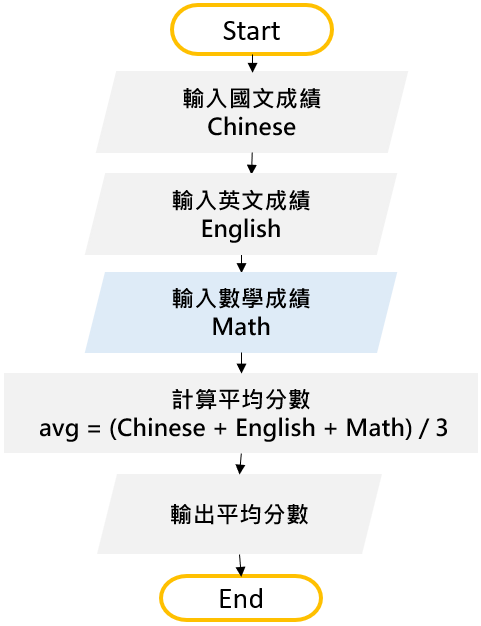 Start
輸入國文成績
Chinese
輸入英文成績
English
輸入數學成績
Math
計算平均分數
avg = (Chinese + English + Math) / 3
輸出平均分數
End